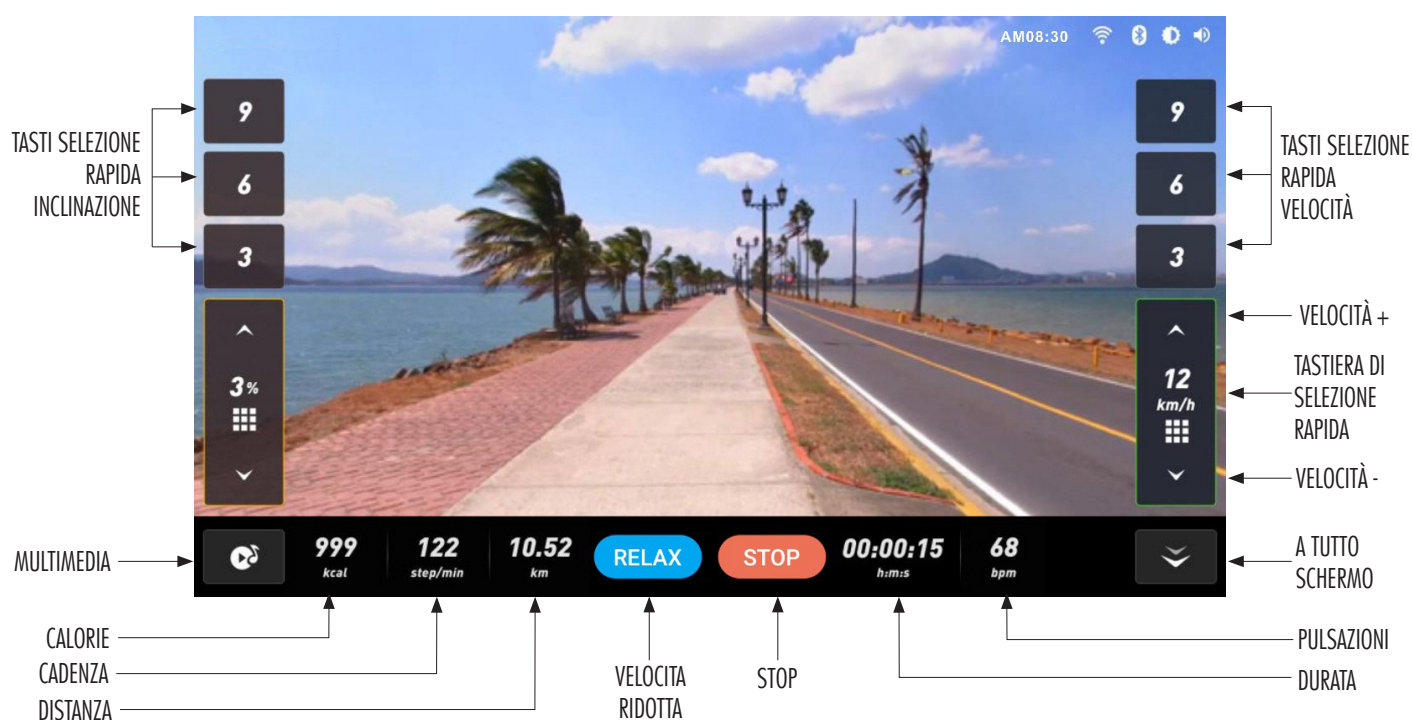 AM08:30
TASTI SELEZIONE
RAPIDA
INCLINAZIONE
9
6
3
3%
9
6
3
12
km/h
TASTI SELEZIONE
RAPIDA
VELOCITÀ
VELOCITÀ +
TASTIERA DI
SELEZIONE
RAPIDA
VELOCITÀ -
MULTIMEDIA
999
kcal
122
step/min
10.52
km
RELAX
STOP
00:00:15
h:m:s
68
bpm
A TUTTO
SCHERMO
CALORIE
CADENZA
DISTANZA
VELOCITA
RIDOTTA
STOP
PULSAZIONI
DURATA